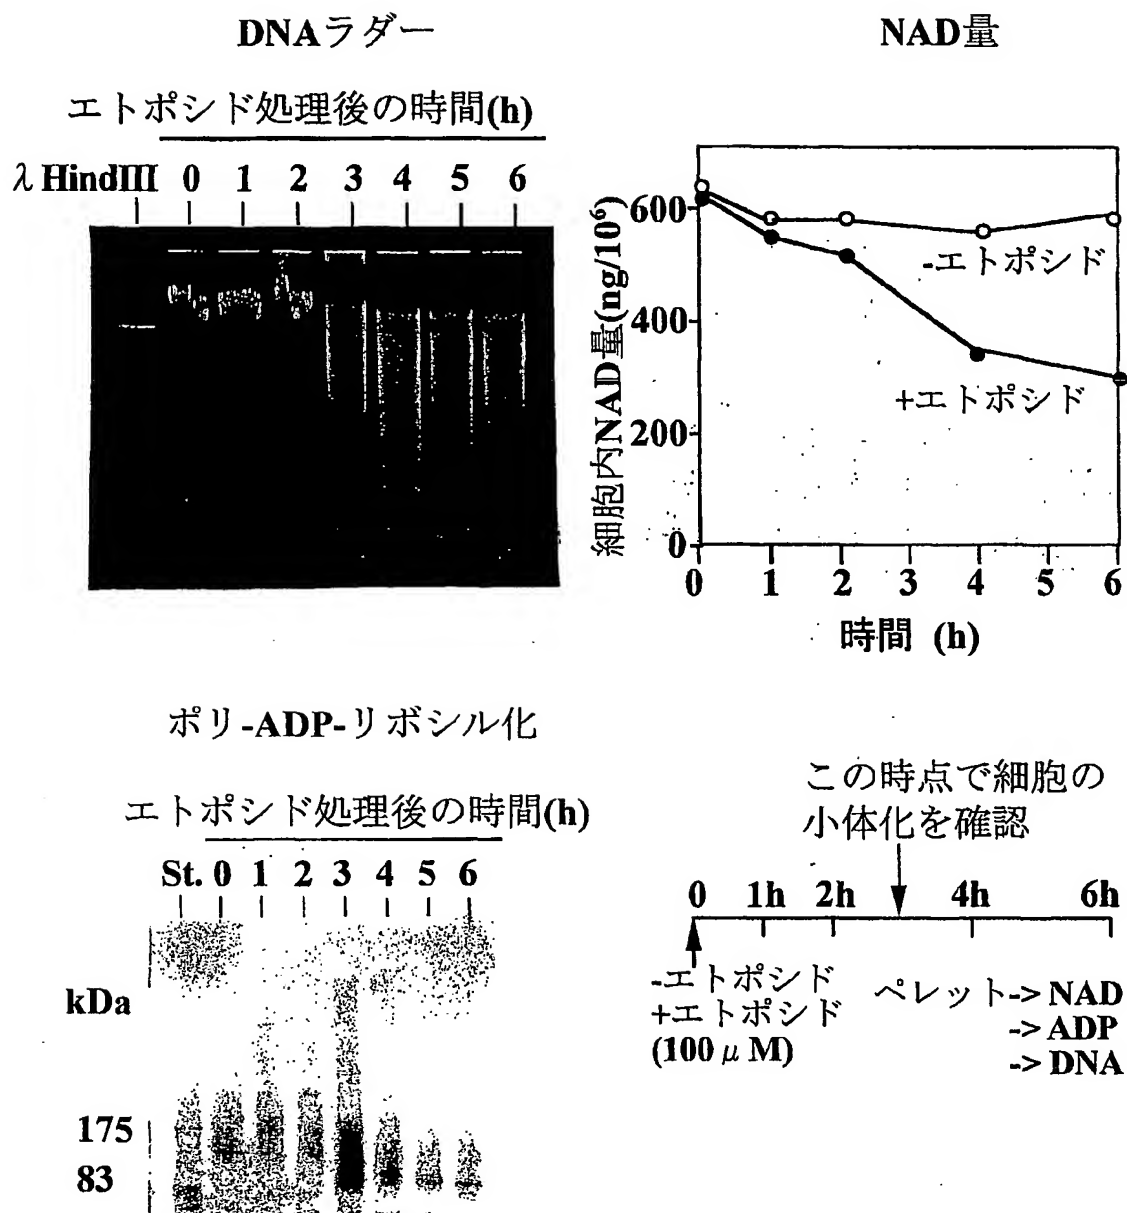 DNAラダー
エトポシド処理後の時間(h)
λ HindIII 0 1 2 3 4 5 6
NAD量
細胞内NAD量(ng/10⁶)
600
400
200
0
-エトポシド
+エトポシド
0 1 2 3 4 5 6
時間 (h)
ポリ-ADP-リボシル化
エトポシド処理後の時間(h)
St. 0 1 2 3 4 5 6
kDa
175
83
この時点で細胞の
小体化を確認
0 1h 2h 4h 6h
-エトポシド
+エトポシド
(100 μ M)
ペレット-> NAD
-> ADP
-> DNA